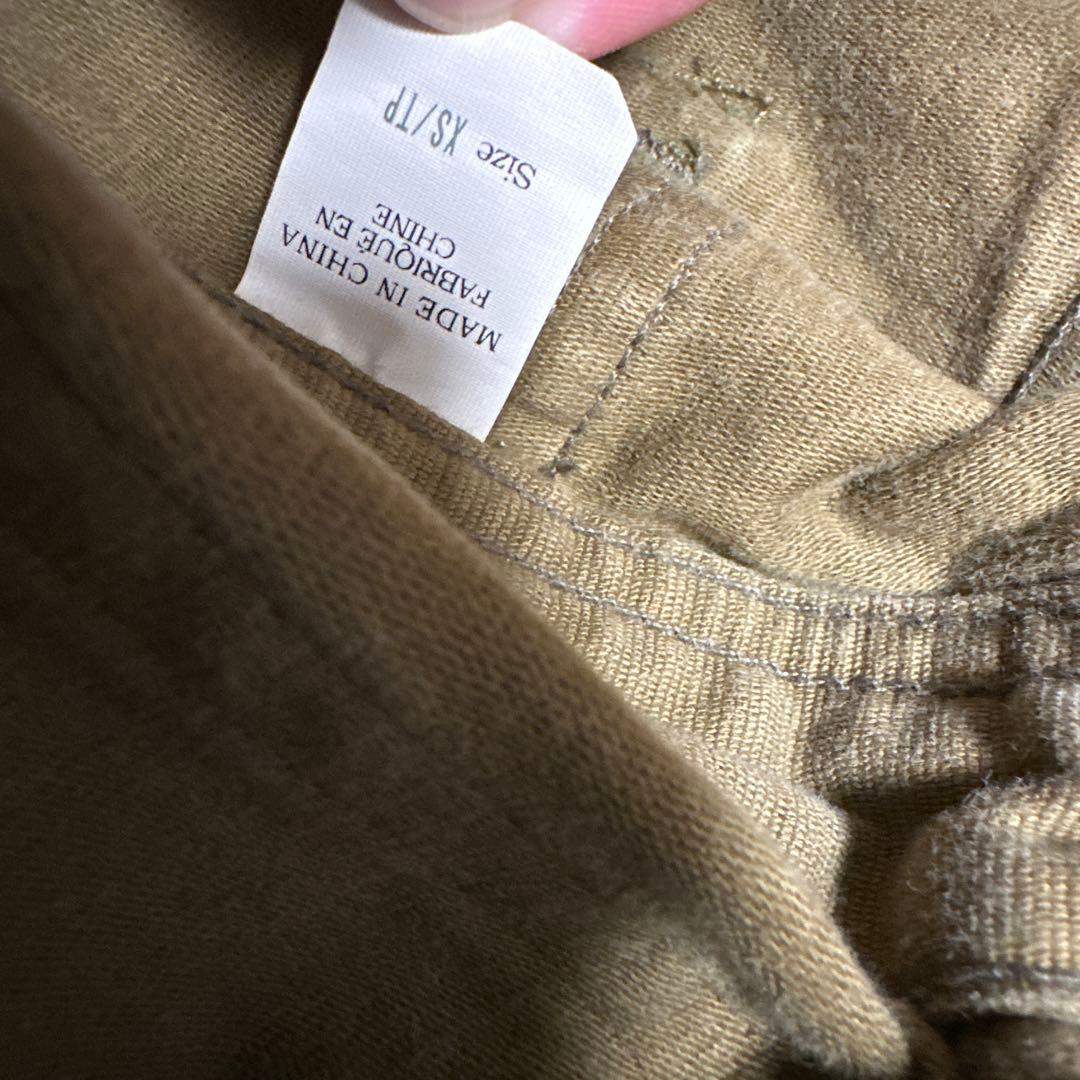 MADE IN CHINA
FABRIQUÉ EN
CHINE
Size XS/TP